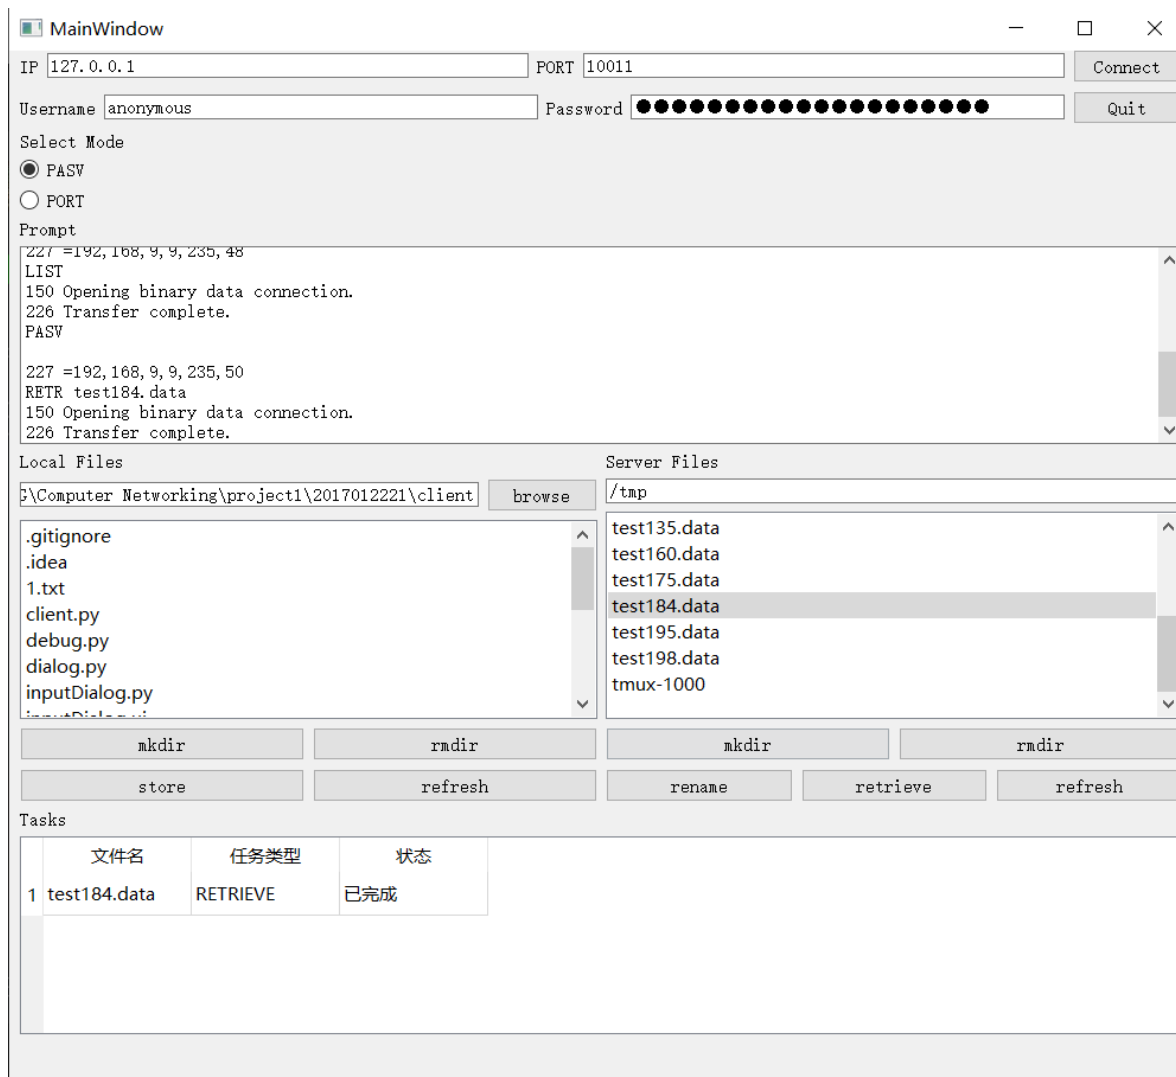 MainWindow
IP 127.0.0.1 PORT 10011 Connect
Username anonymous Password ●●●●●●●●●●●●●●●●●●●● Quit
Select Mode
PASV
PORT
Prompt
227 =192,168,9,9,235,48
LIST
150 Opening binary data connection.
226 Transfer complete.
PASV
227 =192,168,9,9,235,50
RETR test184.data
150 Opening binary data connection.
226 Transfer complete.
Local Files
\Computer Networking\project1\2017012221\client browse
.gitignore
.idea
1.txt
client.py
debug.py
dialog.py
inputDialog.py
mkdir rmdir
store refresh
Server Files
/tmp
test135.data
test160.data
test175.data
test184.data
test195.data
test198.data
tmux-1000
mkdir rmdir
rename retrieve refresh
Tasks
文件名 任务类型 状态
1 test184.data RETRIEVE 已完成